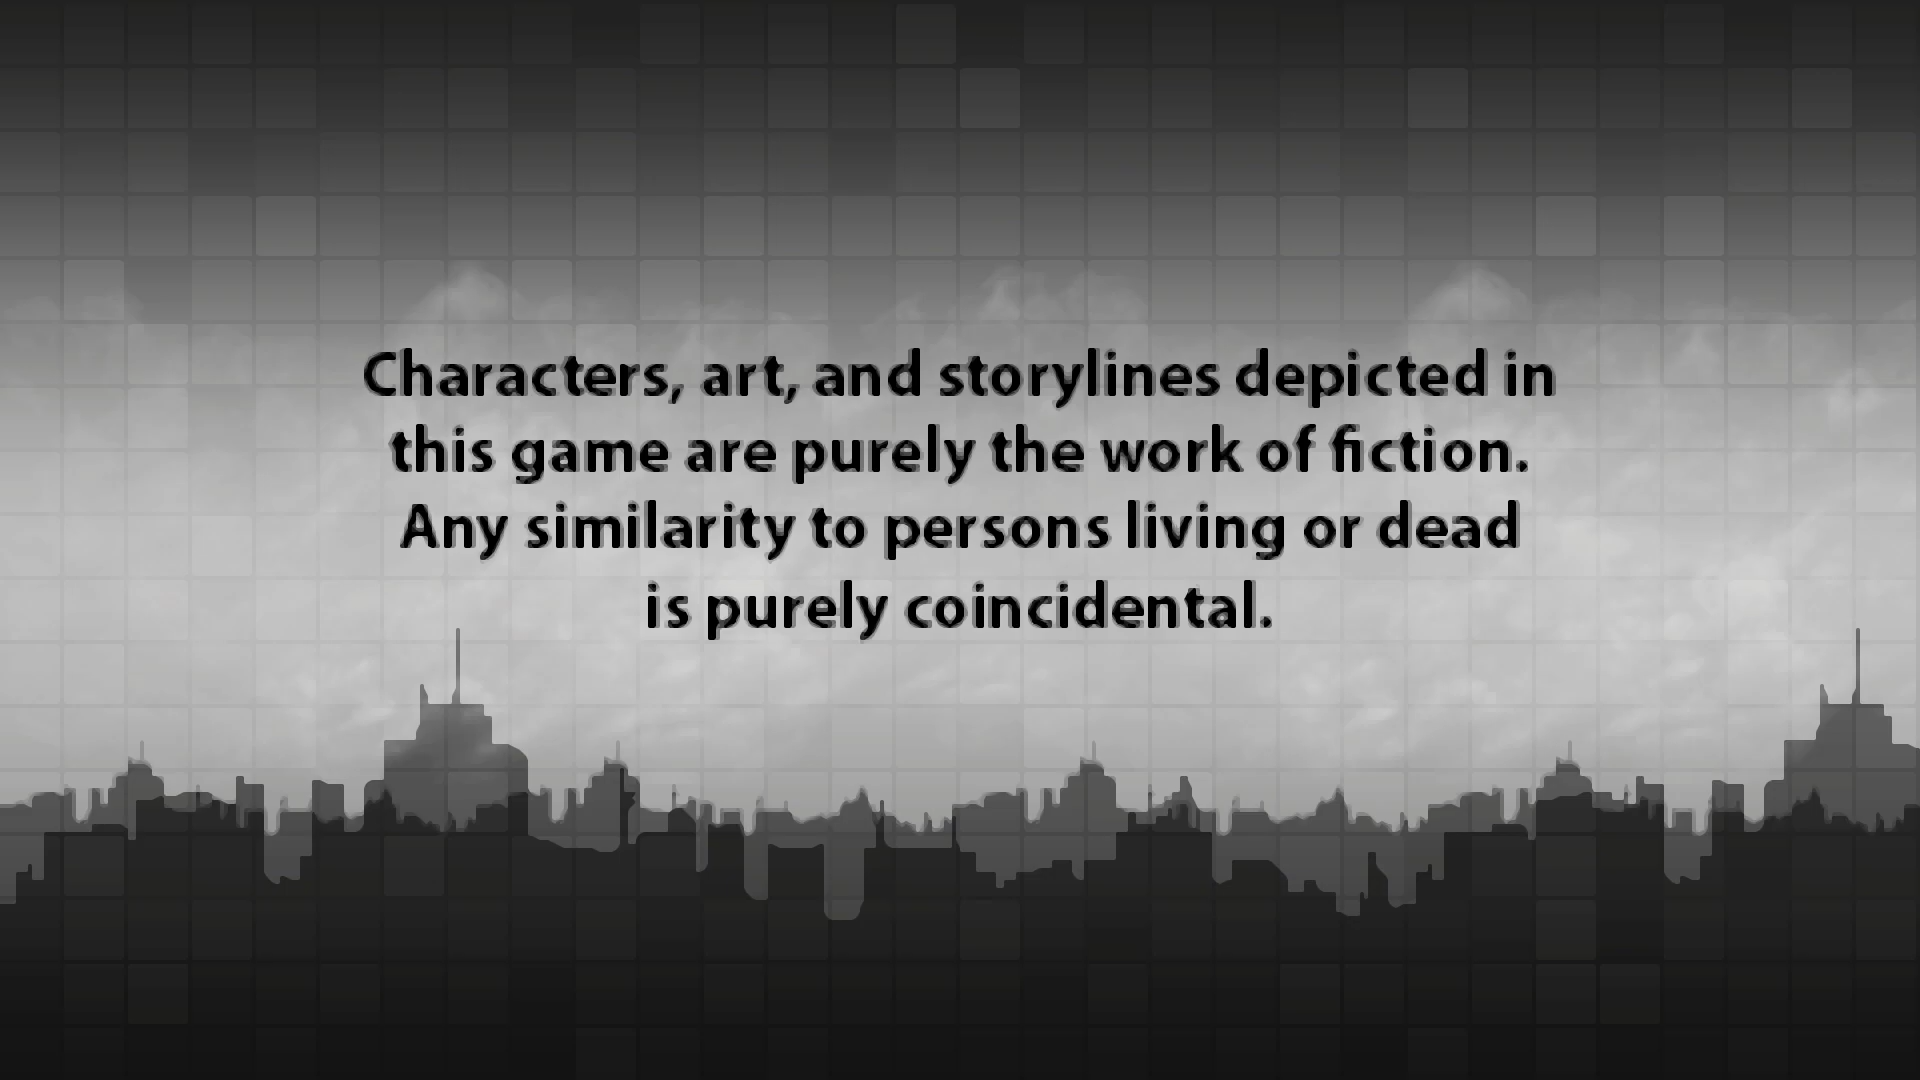 Characters, art, and storylines depicted in
this game are purely the work of fiction.
Any similarity to persons living or dead
is purely coincidental.